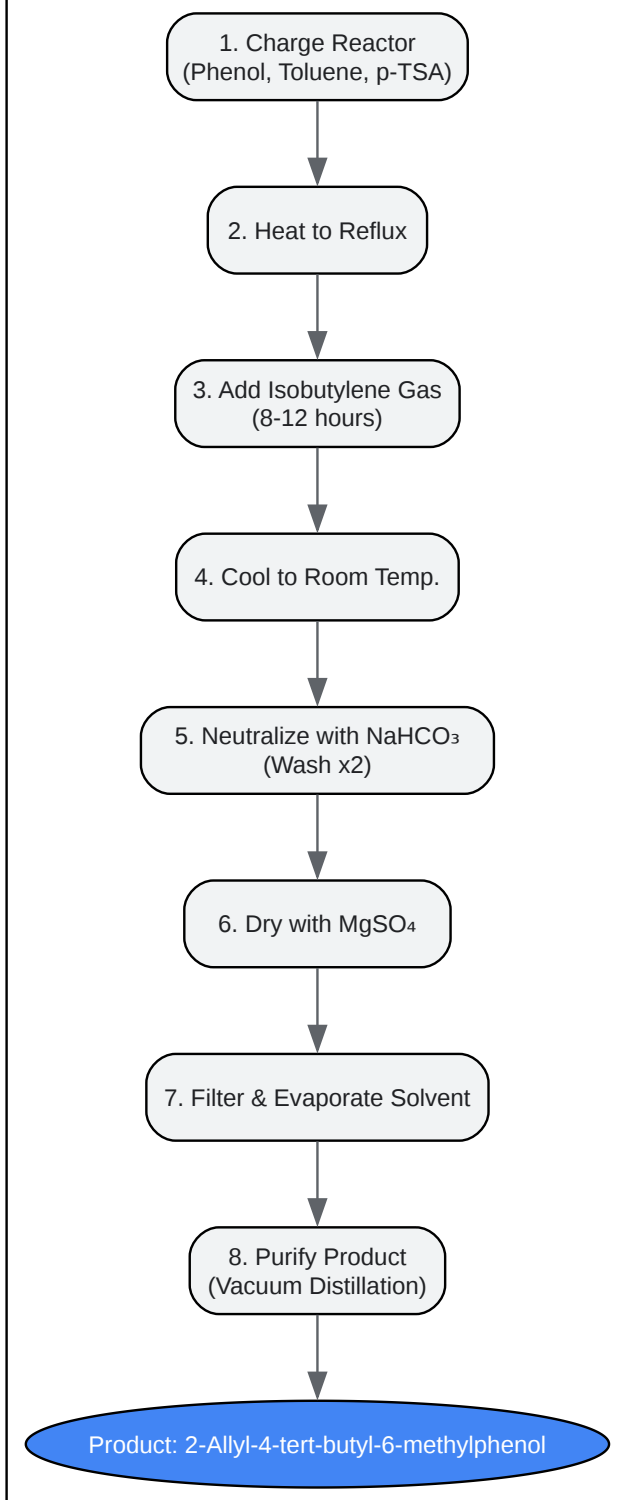 1. Charge Reactor
(Phenol, Toluene, p-TSA)
2. Heat to Reflux
3. Add Isobutylene Gas
(8-12 hours)
4. Cool to Room Temp.
5. Neutralize with NaHCO₃
(Wash x2)
6. Dry with MgSO₄
7. Filter & Evaporate Solvent
8. Purify Product
(Vacuum Distillation)
Product: 2-Allyl-4-tert-butyl-6-methylphenol